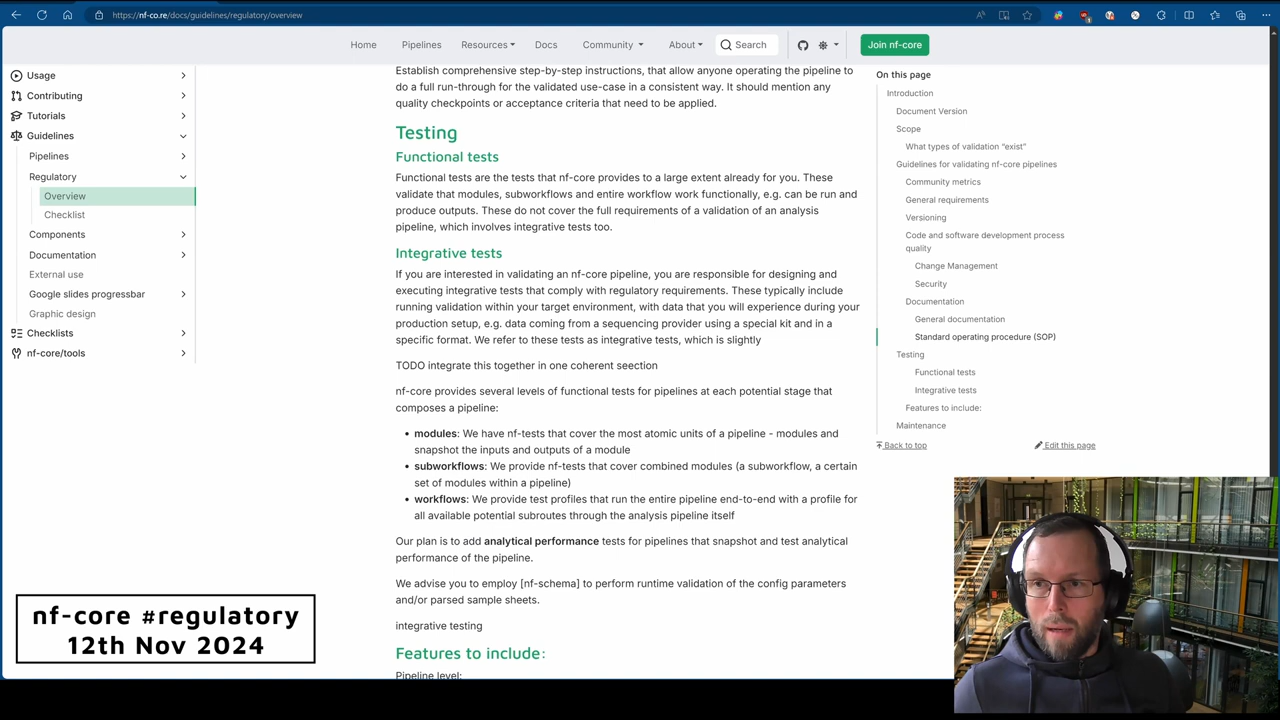 https://nf-co.re/docs/guidelines/regulatory/overview
Home
Pipelines
Resources
Docs
Community
About
Search
Join nf-core
Usage
Contributing
Tutorials
Guidelines
Pipelines
Regulatory
Overview
Checklist
Components
Documentation
External use
Google slides progressbar
Graphic design
Checklists
nf-core/tools
Establish comprehensive step-by-step instructions, that allow anyone operating the pipeline to
do a full run-through for the validated use-case in a consistent way. It should mention any
quality checkpoints or acceptance criteria that need to be applied.
Testing
Functional tests
Functional tests are the tests that nf-core provides to a large extent already for you. These
validate that modules, subworkflows and entire workflow work functionally, e.g. can be run and
produce outputs. These do not cover the full requirements of a validation of an analysis
pipeline, which involves integrative tests too.
Integrative tests
If you are interested in validating an nf-core pipeline, you are responsible for designing and
executing integrative tests that comply with regulatory requirements. These typically include
running validation within your target environment, with data that you will experience during your
production setup, e.g. data coming from a sequencing provider using a special kit and in a
specific format. We refer to these tests as integrative tests, which is slightly
TODO integrate this together in one coherent seection
nf-core provides several levels of functional tests for pipelines at each potential stage that
composes a pipeline:
• modules: We have nf-tests that cover the most atomic units of a pipeline - modules and
snapshot the inputs and outputs of a module
• subworkflows: We provide nf-tests that cover combined modules (a subworkflow, a certain
set of modules within a pipeline)
• workflows: We provide test profiles that run the entire pipeline end-to-end with a profile for
all available potential subroutes through the analysis pipeline itself
Our plan is to add analytical performance tests for pipelines that snapshot and test analytical
performance of the pipeline.
We advise you to employ [nf-schema] to perform runtime validation of the config parameters
and/or parsed sample sheets.
integrative testing
Features to include:
Pipeline level:
On this page
Introduction
Document Version
Scope
What types of validation “exist”
Guidelines for validating nf-core pipelines
Community metrics
General requirements
Versioning
Code and software development process
quality
Change Management
Security
Documentation
General documentation
Standard operating procedure (SOP)
Testing
Functional tests
Integrative tests
Features to include:
Maintenance
Back to top
Edit this page
nf-core #regulatory
12th Nov 2024